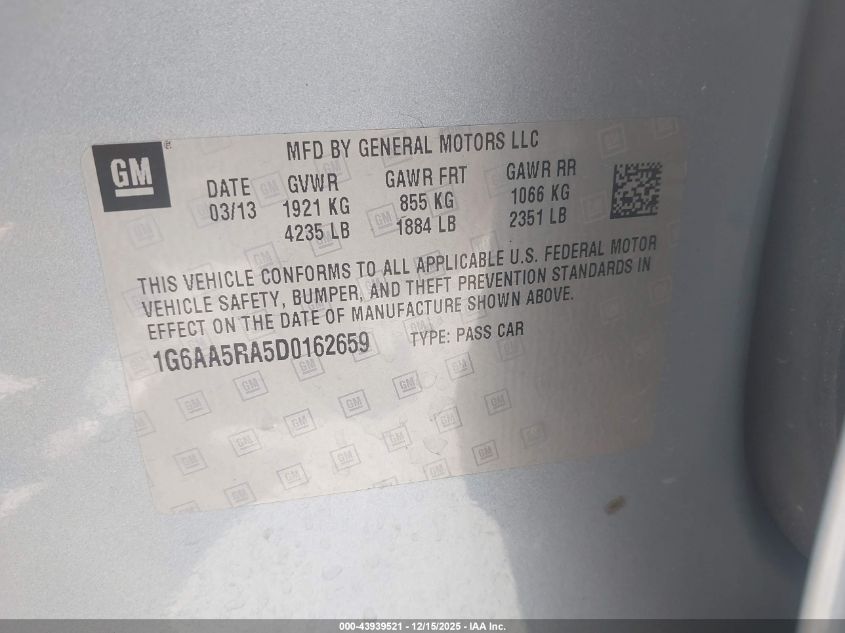 GM
MFD BY GENERAL MOTORS LLC
DATE GVWR GAWR FRT GAWR RR
03/13 1921 KG 855 KG 1066 KG
4235 LB 1884 LB 2351 LB
THIS VEHICLE CONFORMS TO ALL APPLICABLE U.S. FEDERAL MOTOR
VEHICLE SAFETY, BUMPER, AND THEFT PREVENTION STANDARDS IN
EFFECT ON THE DATE OF MANUFACTURE SHOWN ABOVE.
1G6AA5RA5D0162659 TYPE: PASS CAR
000-43939521 - 12/15/2025 - IAA Inc.